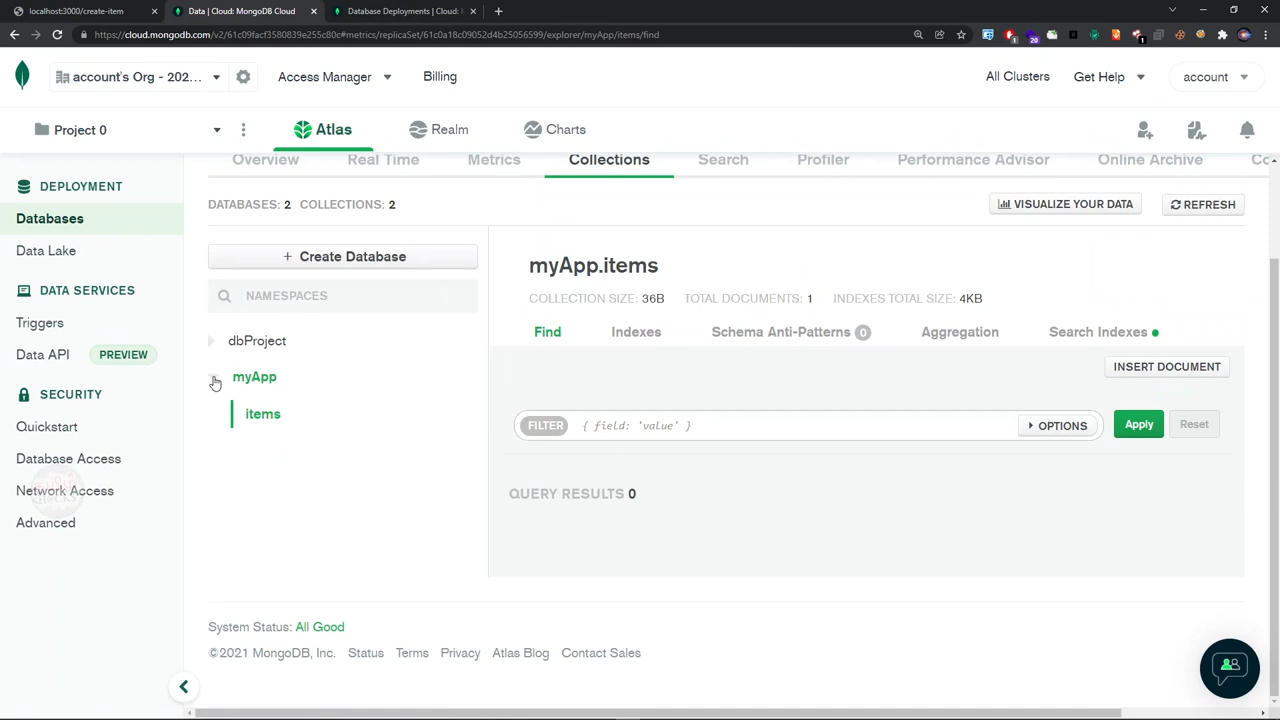 localhost:3000/create-item
Data | Cloud: MongoDB Cloud
Database Deployments | Cloud:
https://cloud.mongodb.com/v2/61c09facf3580839e255c80c#metrics/replicaSet/61c0a18c09052d4b25056599/explorer/myApp/items/find
account's Org - 202...
Access Manager
Billing
All Clusters
Get Help
account
Project 0
Atlas
Realm
Charts
Overview
Real Time
Metrics
Collections
Search
Profiler
Performance Advisor
Online Archive
Co
DEPLOYMENT
Databases
Data Lake
DATA SERVICES
Triggers
Data API PREVIEW
SECURITY
Quickstart
Database Access
Network Access
Advanced
DATABASES: 2 COLLECTIONS: 2
VISUALIZE YOUR DATA
REFRESH
+ Create Database
NAMESPACES
dbProject
myApp
items
myApp.items
COLLECTION SIZE: 36B TOTAL DOCUMENTS: 1 INDEXES TOTAL SIZE: 4KB
Find
Indexes
Schema Anti-Patterns 0
Aggregation
Search Indexes
INSERT DOCUMENT
FILTER { field: 'value' }
OPTIONS
Apply
Reset
QUERY RESULTS 0
System Status: All Good
©2021 MongoDB, Inc. Status Terms Privacy Atlas Blog Contact Sales